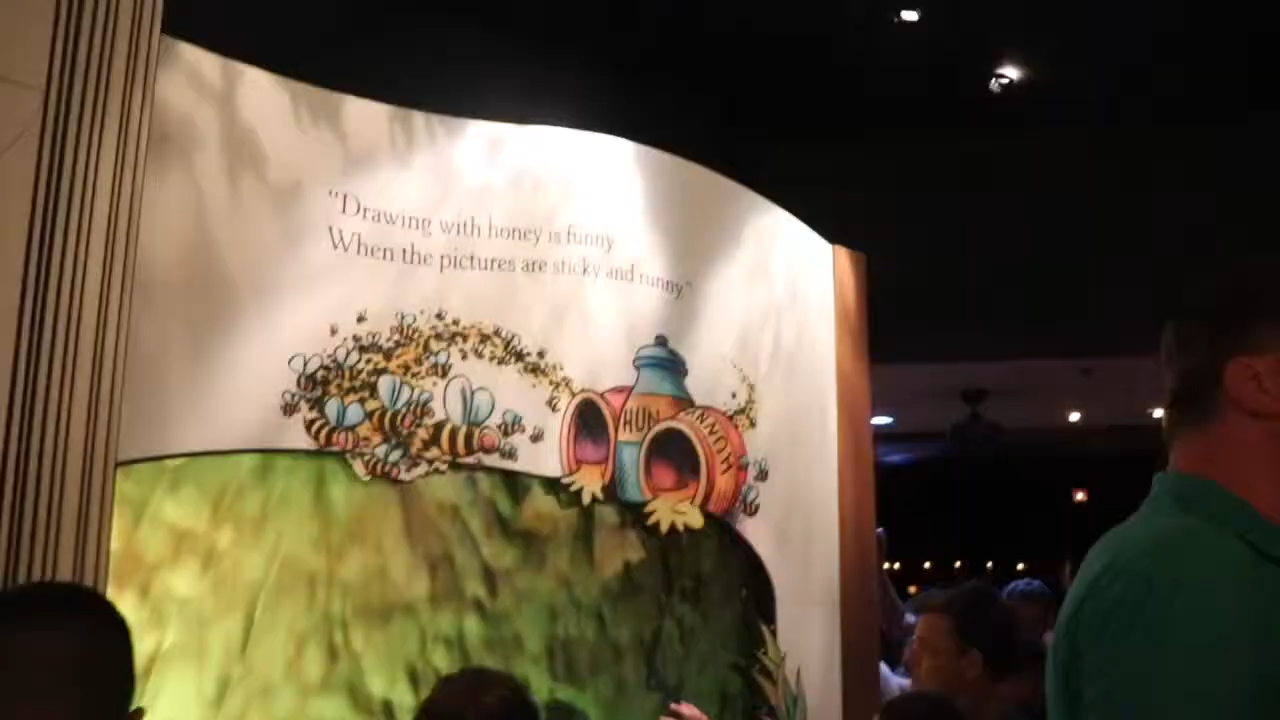 "Drawing with honey is funny
When the pictures are sticky and runny"
HUN
HUNNY